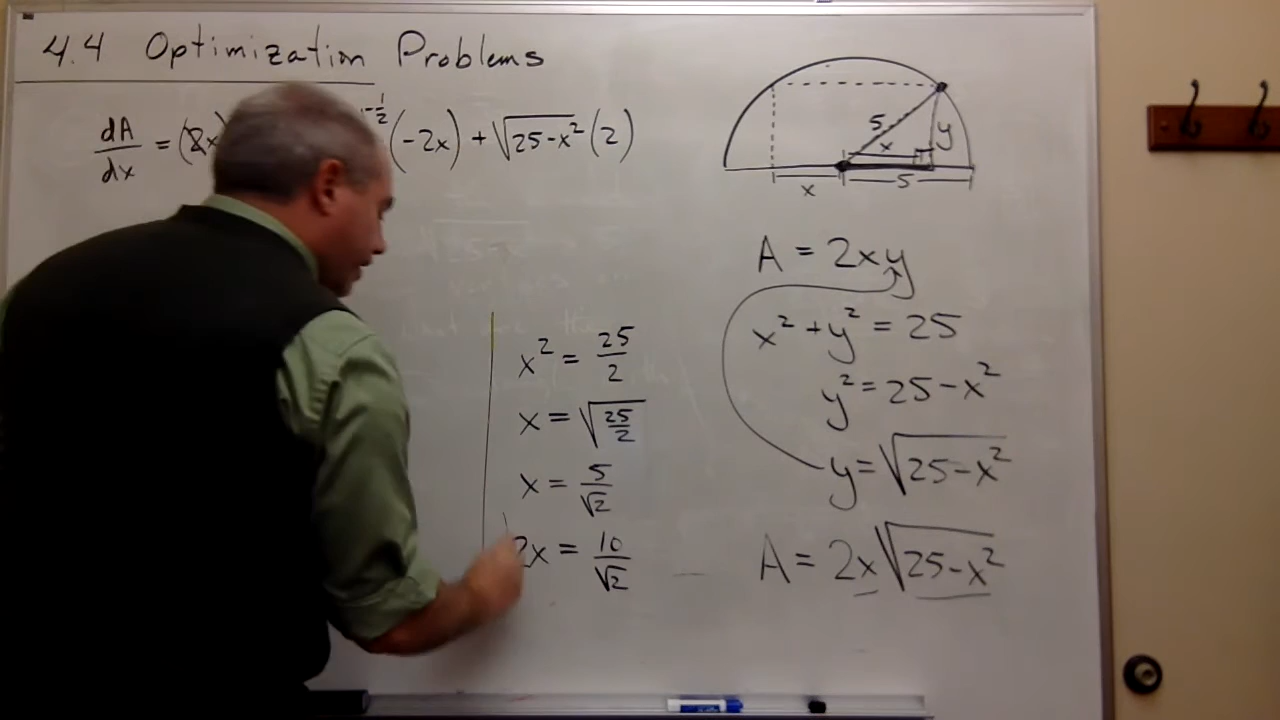 4.4 Optimization Problems
dA/dx = (2x) -1/2 (-2x) + √(25-x²) (2)
x² = 25/2
x = √(25/2)
x = 5/√2
2x = 10/√2
5
x
y
x
5
A = 2xy
x² + y² = 25
y² = 25-x²
y = √(25-x²)
A = 2x√(25-x²)